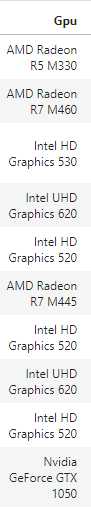 Gpu
AMD Radeon
R5 M330
AMD Radeon
R7 M460
Intel HD
Graphics 530
Intel UHD
Graphics 620
Intel HD
Graphics 520
AMD Radeon
R7 M445
Intel HD
Graphics 520
Intel UHD
Graphics 620
Intel HD
Graphics 520
Nvidia
GeForce GTX
1050